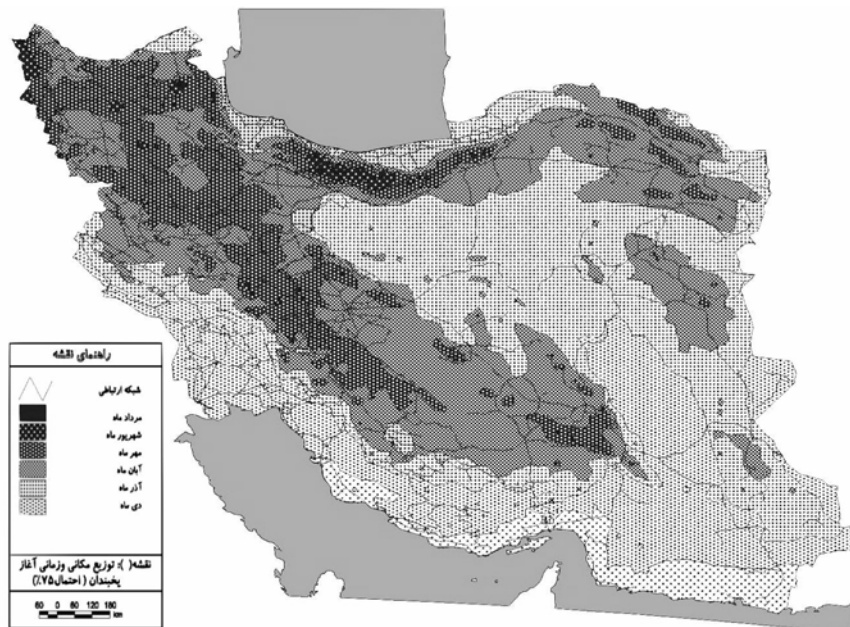 راهنمای نقشه
شبکه ارتباطی
مرداد ماه
شهریور ماه
مهر ماه
آبان ماه
آذر ماه
دی ماه
نقشه( ): توزیع مکانی وزمانی آغاز
یخبندان ( احتمال۷۵٪)
60 0 60 120 180
km